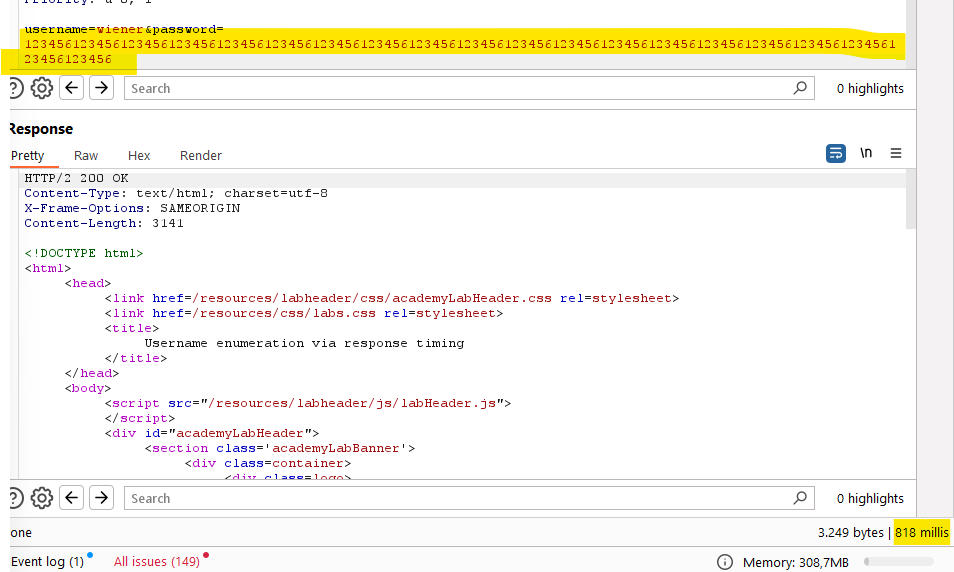 Priority: u=0, i
username=wiener&password=
1234561234561234561234561234561234561234561234561234561234561234561234561234561234561234561234561234561234561
23456123456
Search
0 highlights
Response
Pretty Raw Hex Render \n
HTTP/2 200 OK
Content-Type: text/html; charset=utf-8
X-Frame-Options: SAMEORIGIN
Content-Length: 3141
<!DOCTYPE html>
<html>
<head>
<link href=/resources/labheader/css/academyLabHeader.css rel=stylesheet>
<link href=/resources/css/labs.css rel=stylesheet>
<title>
Username enumeration via response timing
</title>
</head>
<body>
<script src="/resources/labheader/js/labHeader.js">
</script>
<div id="academyLabHeader">
<section class='academyLabBanner'>
<div class=container>
<div class=logo>
Search
0 highlights
one 3.249 bytes | 818 millis
Event log (1) All issues (149) Memory: 308,7MB